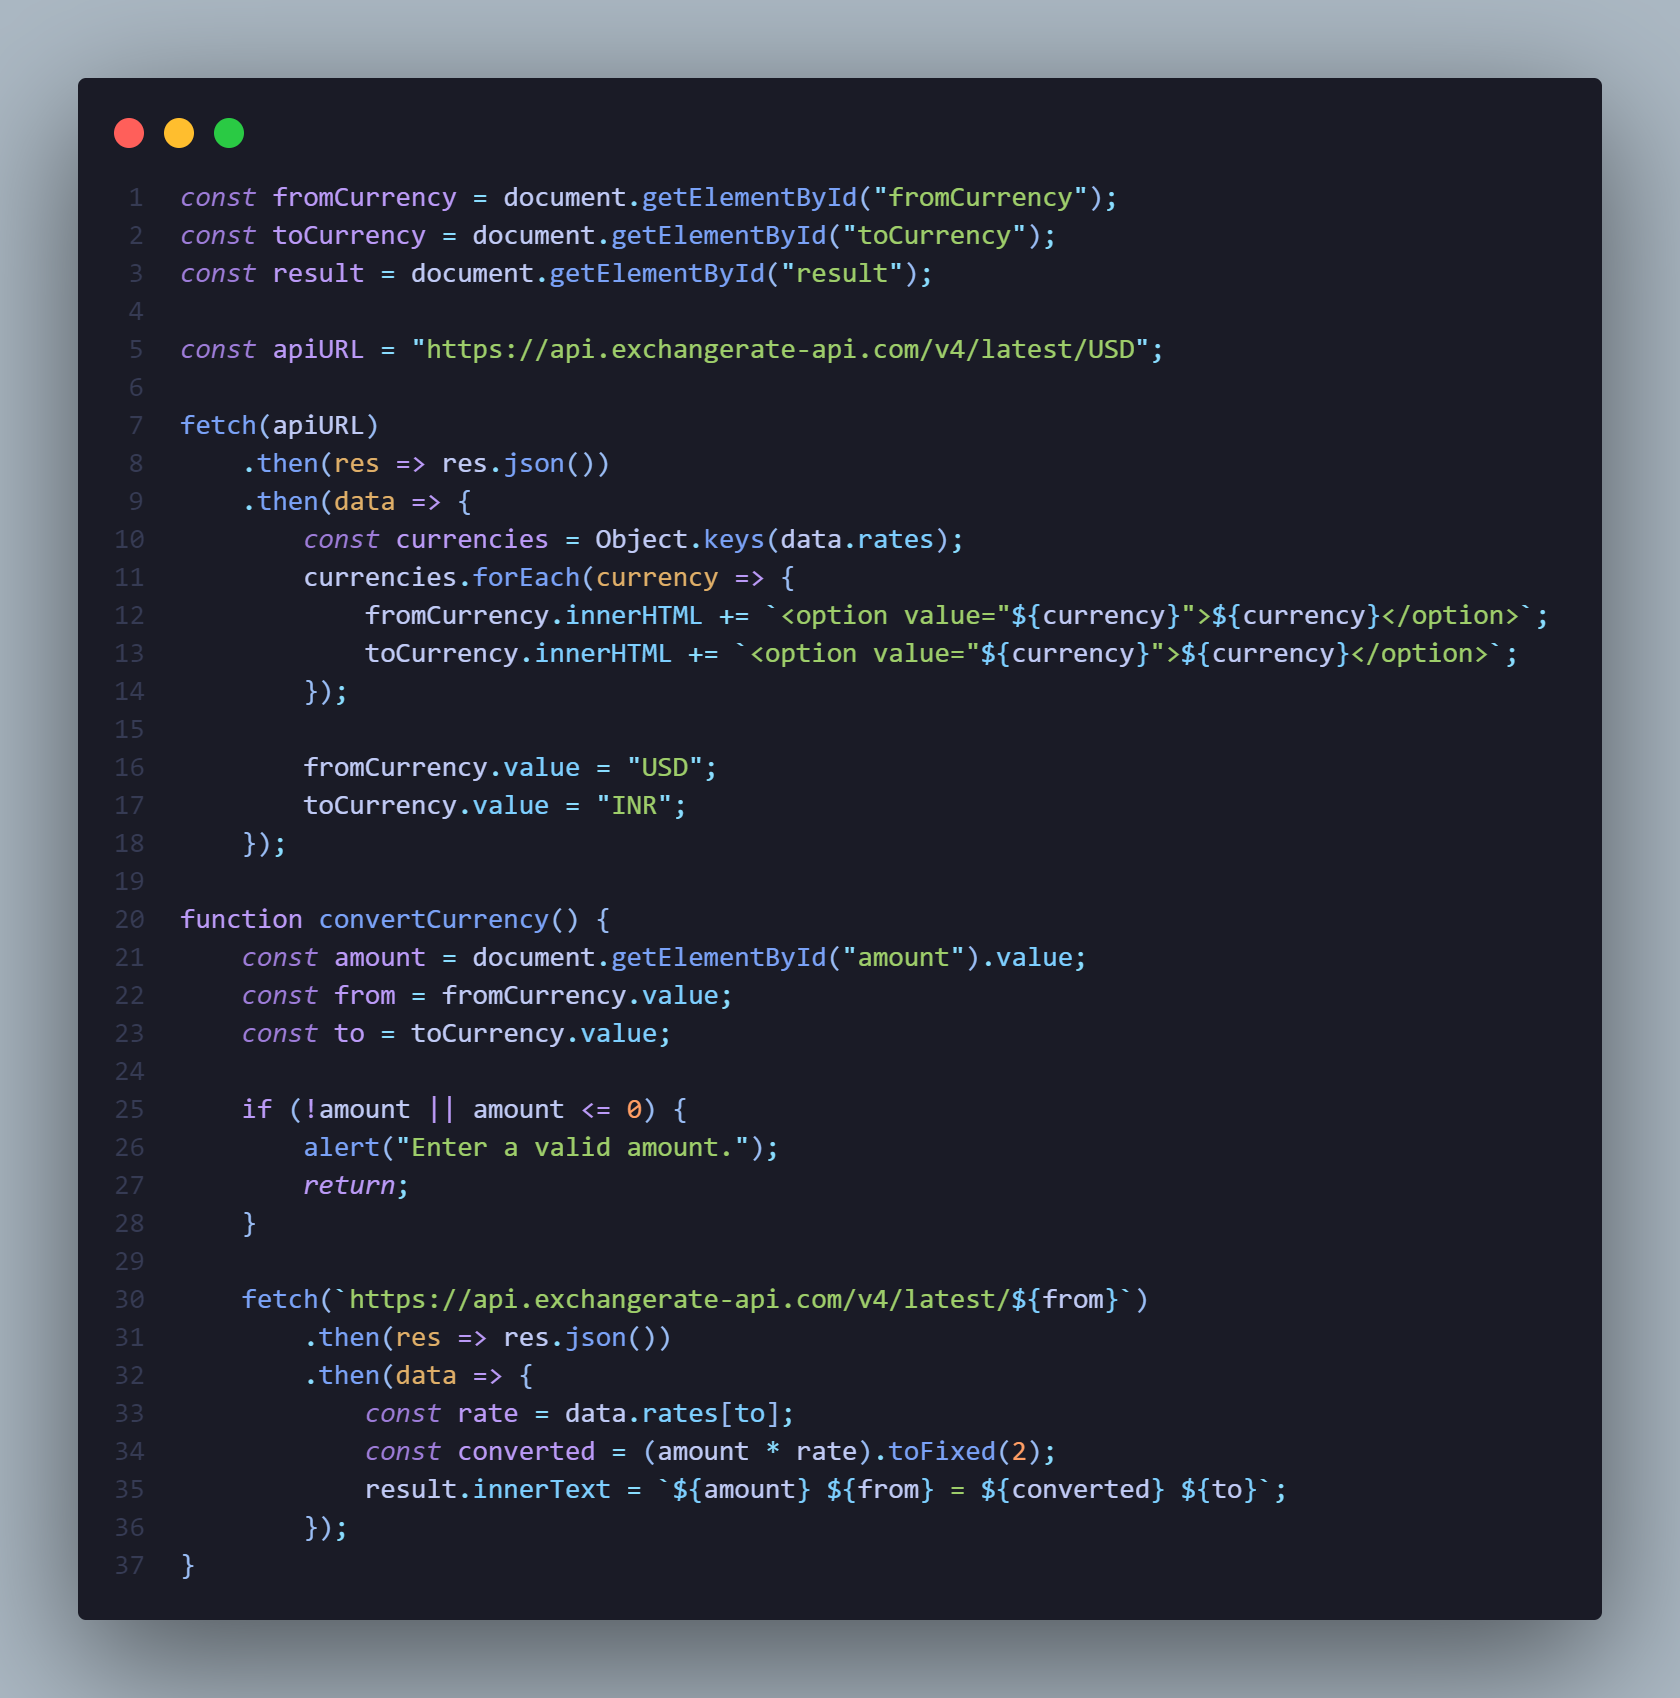 1 const fromCurrency = document.getElementById("fromCurrency");
2 const toCurrency = document.getElementById("toCurrency");
3 const result = document.getElementById("result");
4
5 const apiURL = "https://api.exchangerate-api.com/v4/latest/USD";
6
7 fetch(apiURL)
8     .then(res => res.json())
9     .then(data => {
10         const currencies = Object.keys(data.rates);
11         currencies.forEach(currency => {
12             fromCurrency.innerHTML += `<option value="${currency}">${currency}</option>`;
13             toCurrency.innerHTML += `<option value="${currency}">${currency}</option>`;
14         });
15
16         fromCurrency.value = "USD";
17         toCurrency.value = "INR";
18     });
19
20 function convertCurrency() {
21     const amount = document.getElementById("amount").value;
22     const from = fromCurrency.value;
23     const to = toCurrency.value;
24
25     if (!amount || amount <= 0) {
26         alert("Enter a valid amount.");
27         return;
28     }
29
30     fetch(`https://api.exchangerate-api.com/v4/latest/${from}`)
31         .then(res => res.json())
32         .then(data => {
33             const rate = data.rates[to];
34             const converted = (amount * rate).toFixed(2);
35             result.innerText = `${amount} ${from} = ${converted} ${to}`;
36         });
37 }